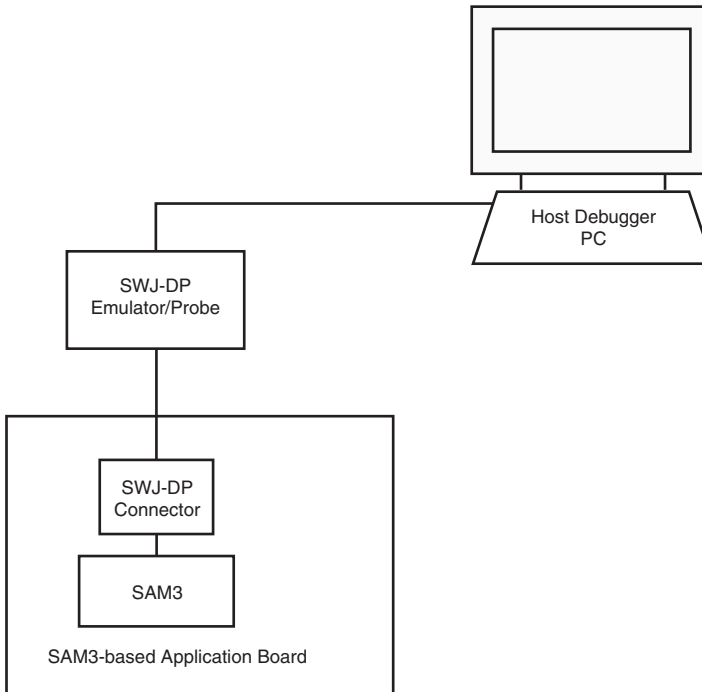 Host Debugger
PC
SWJ-DP
Emulator/Probe
SWJ-DP
Connector
SAM3
SAM3-based Application Board